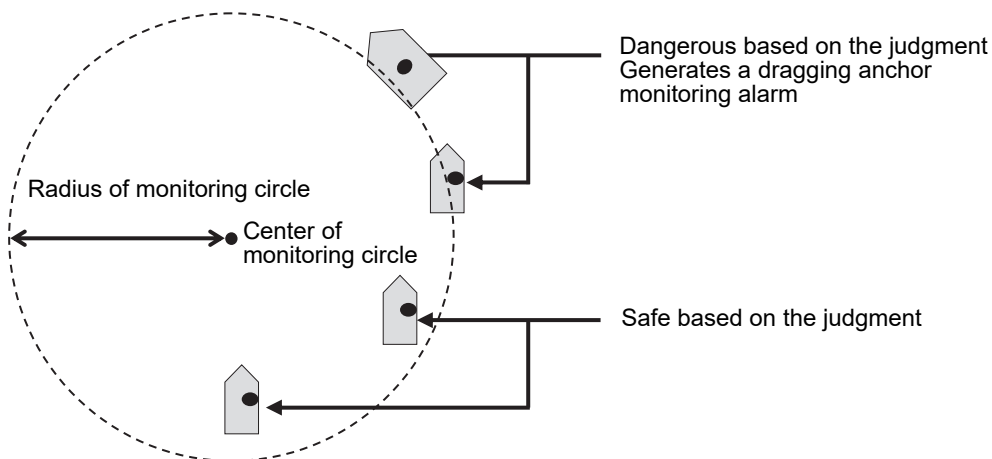 Dangerous based on the judgment
Generates a dragging anchor
monitoring alarm
Radius of monitoring circle
Center of
monitoring circle
Safe based on the judgment